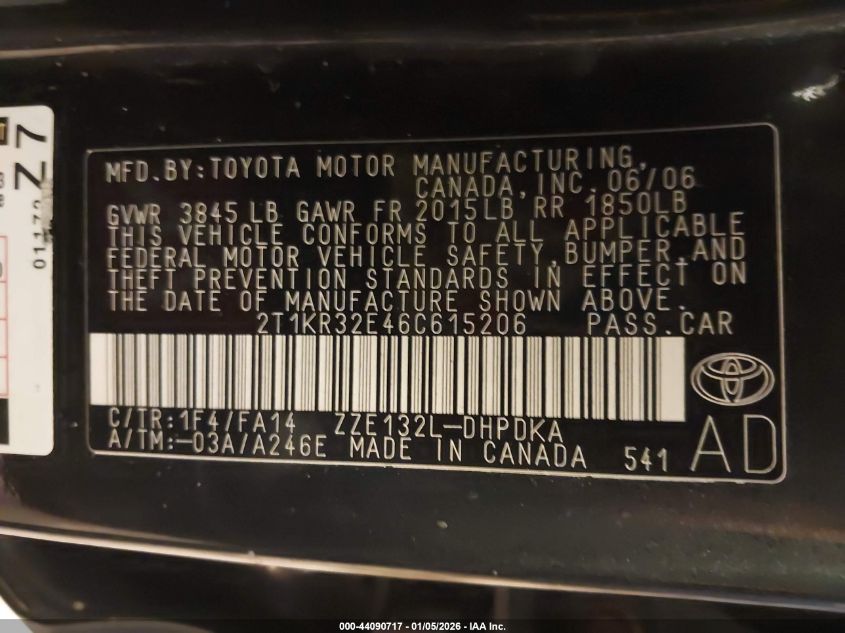 Z7
01173
MFD.BY:TOYOTA MOTOR MANUFACTURING,
CANADA,INC. 06/06
GVWR 3845 LB GAWR FR 2015LB RR 1850LB
THIS VEHICLE CONFORMS TO ALL APPLICABLE
FEDERAL MOTOR VEHICLE SAFETY,BUMPER,AND
THEFT PREVENTION STANDARDS IN EFFECT ON
THE DATE OF MANUFACTURE SHOWN ABOVE.
2T1KR32E46C615206 PASS.CAR
C/TR:1F4/FA14 ZZE132L-DHPDKA
A/TM:-03A/A246E MADE IN CANADA 541
AD
000-44090717 - 01/05/2026 - IAA Inc.